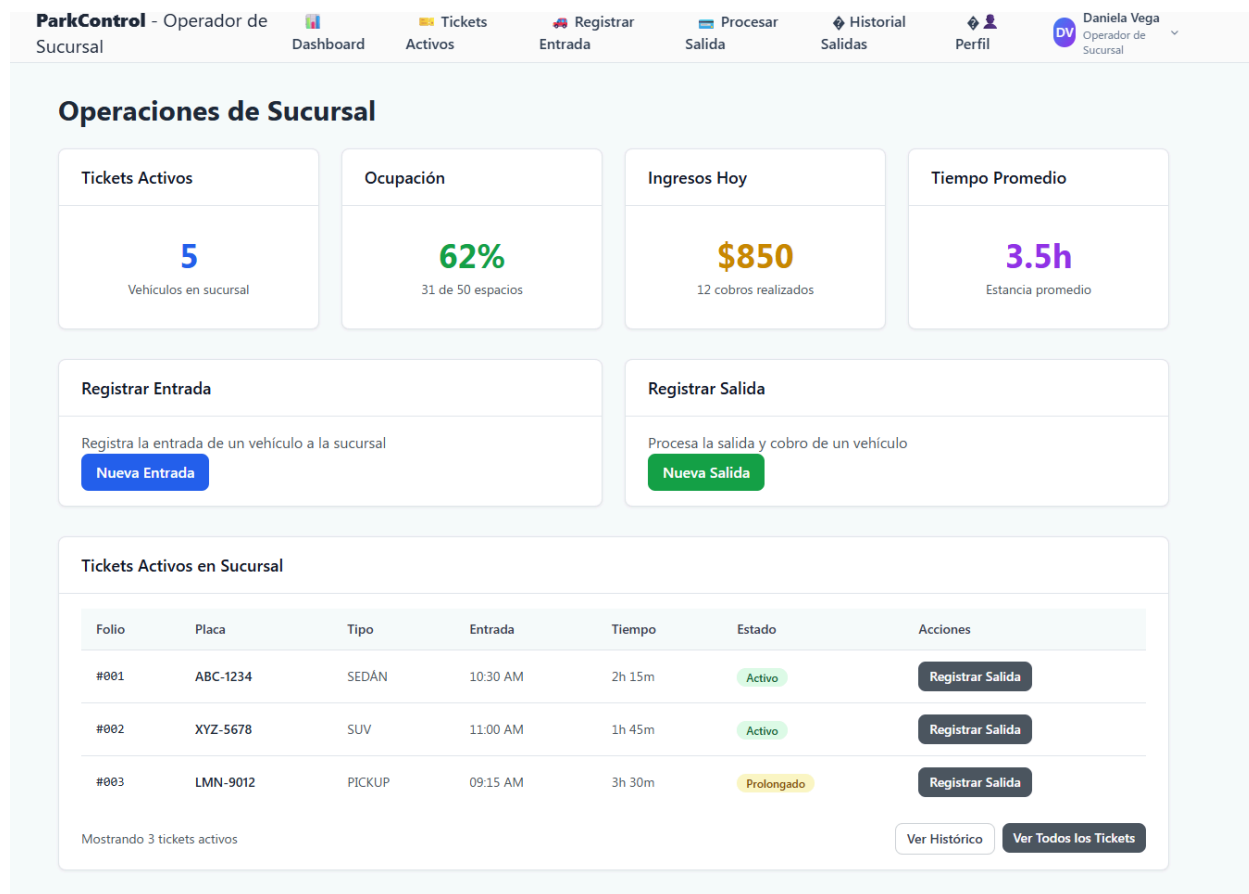 ParkControl - Operador de Sucursal
📊 Dashboard
🎫 Tickets Activos
🚗 Registrar Entrada
💳 Procesar Salida
� Historial Salidas
�👤 Perfil
DV
Daniela Vega
Operador de Sucursal
Operaciones de Sucursal
Tickets Activos
Ocupación
Ingresos Hoy
Tiempo Promedio
5
62%
$850
3.5h
Vehiculos en sucursal
31 de 50 espacios
12 cobros realizados
Estancia promedio
Registrar Entrada
Registra la entrada de un vehículo a la sucursal
Nueva Entrada
Registrar Salida
Procesa la salida y cobro de un vehículo
Nueva Salida
Tickets Activos en Sucursal
Folio Placa Tipo Entrada Tiempo Estado Acciones
#001 ABC-1234 SEDÁN 10:30 AM 2h 15m Activo Registrar Salida
#002 XYZ-5678 SUV 11:00 AM 1h 45m Activo Registrar Salida
#003 LMN-9012 PICKUP 09:15 AM 3h 30m Prolongado Registrar Salida
Mostrando 3 tickets activos
Ver Histórico
Ver Todos los Tickets